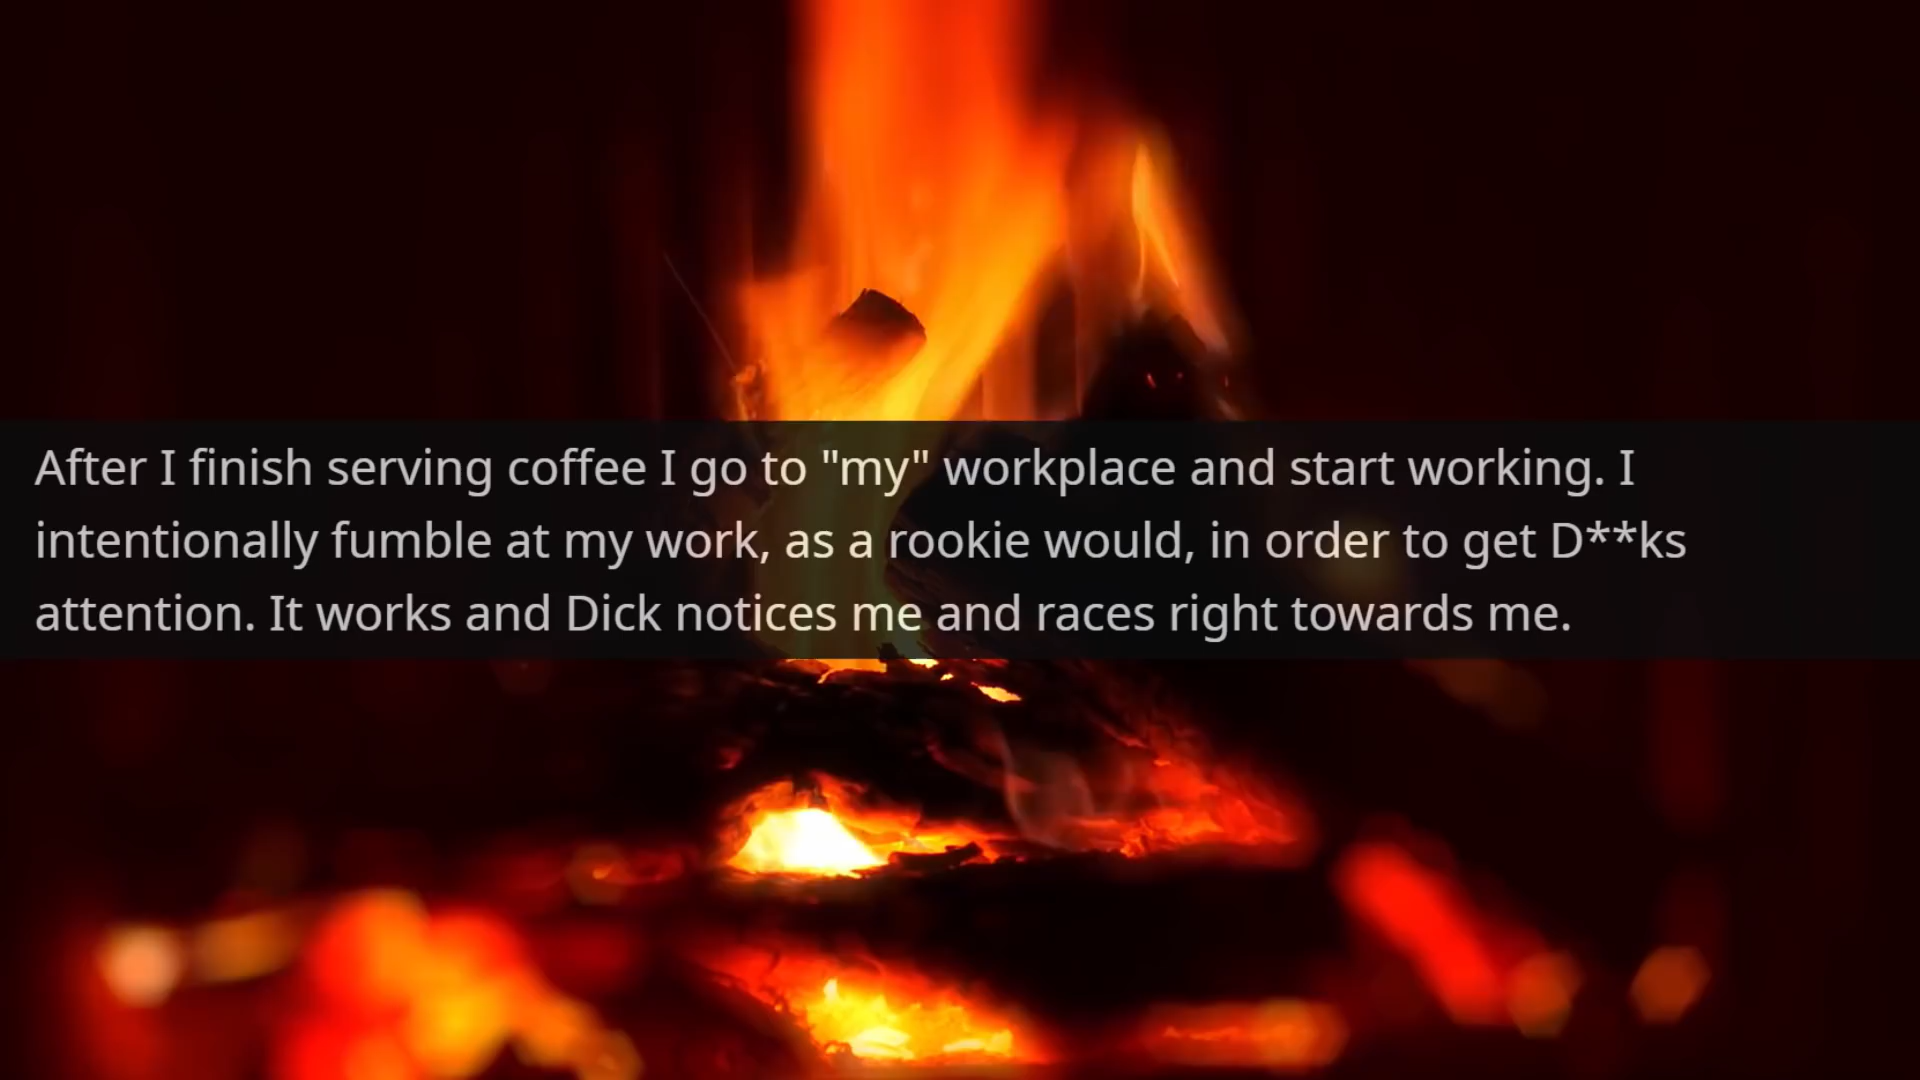 After I finish serving coffee I go to "my" workplace and start working. I
intentionally fumble at my work, as a rookie would, in order to get D**ks
attention. It works and Dick notices me and races right towards me.